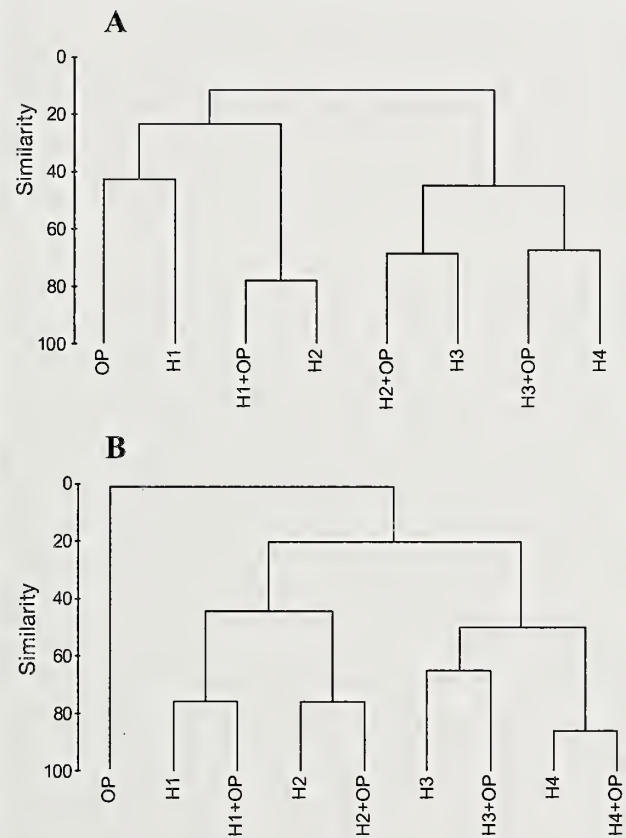 A
Similarity
0
20
40
60
80
100
OP
H1
H1+OP
H2
H2+OP
H3
H3+OP
H4
B
Similarity
0
20
40
60
80
100
OP
H1
H1+OP
H2
H2+OP
H3
H3+OP
H4
H4+OP